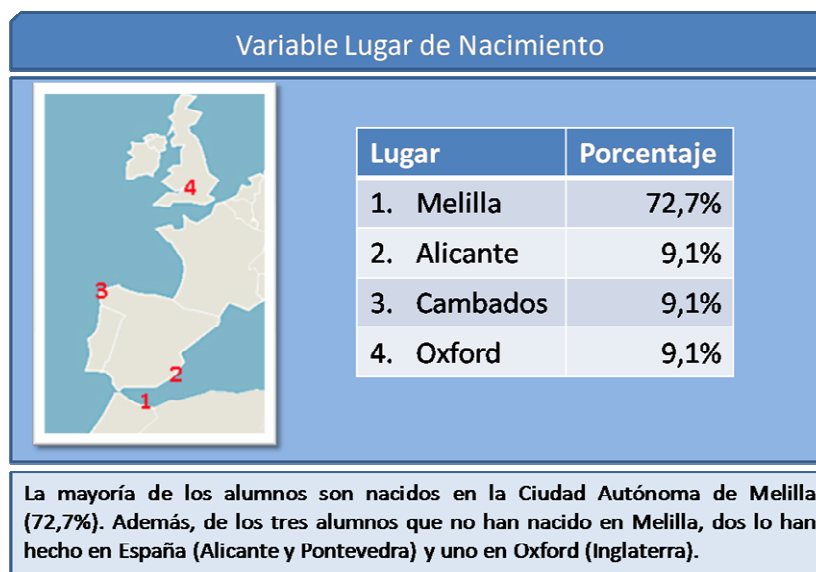 Variable Lugar de Nacimiento
4
3
2
1
Lugar Porcentaje
1. Melilla 72,7%
2. Alicante 9,1%
3. Cambados 9,1%
4. Oxford 9,1%
La mayoría de los alumnos son nacidos en la Ciudad Autónoma de Melilla
(72,7%). Además, de los tres alumnos que no han nacido en Melilla, dos lo han
hecho en España (Alicante y Pontevedra) y uno en Oxford (Inglaterra).